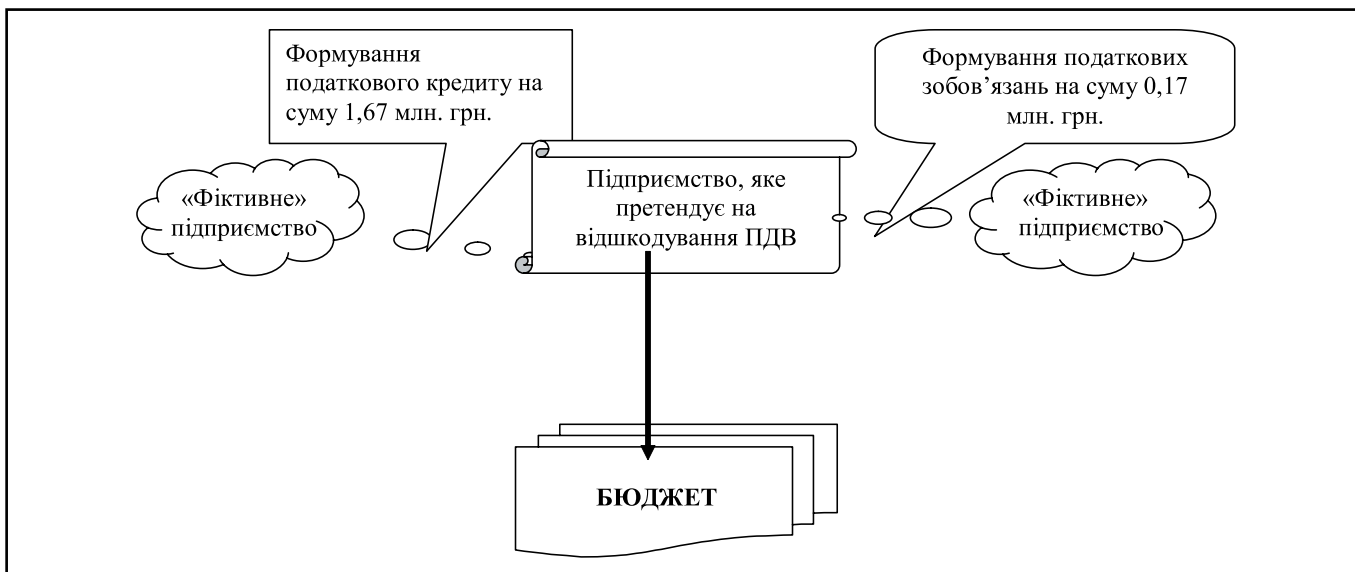 Формування
податкового кредиту на
суму 1,67 млн. грн.
Формування податкових
зобов’язань на суму 0,17
млн. грн.
«Фіктивне»
підприємство
Підприємство, яке
претендує на
відшкодування ПДВ
«Фіктивне»
підприємство
БЮДЖЕТ